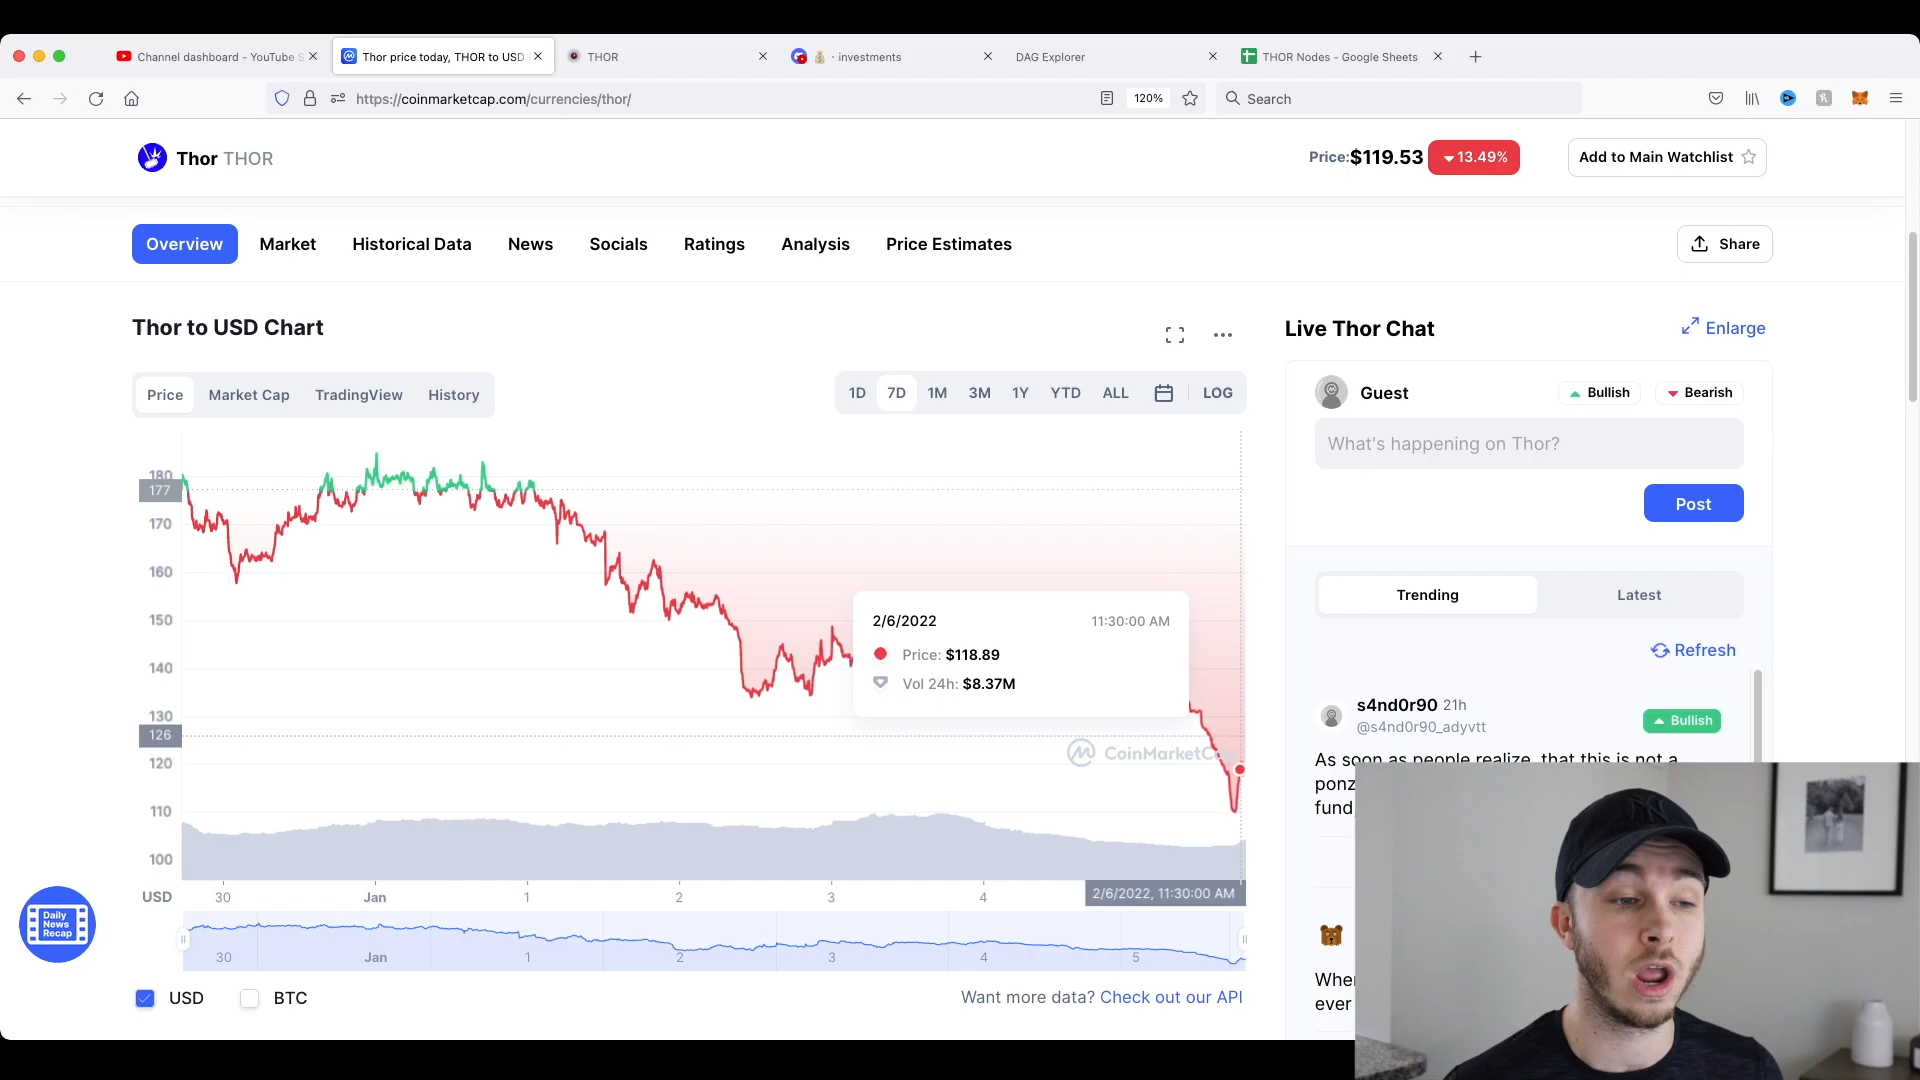 Channel dashboard - YouTube S
Thor price today, THOR to USD
THOR
· investments
DAG Explorer
THOR Nodes - Google Sheets
https://coinmarketcap.com/currencies/thor/
120%
Search
Thor THOR
Price:$119.53
13.49%
Add to Main Watchlist
Overview
Market
Historical Data
News
Socials
Ratings
Analysis
Price Estimates
Share
Thor to USD Chart
Price
Market Cap
TradingView
History
1D
7D
1M
3M
1Y
YTD
ALL
LOG
180
177
170
160
150
140
130
126
120
110
100
2/6/2022
11:30:00 AM
Price: $118.89
Vol 24h: $8.37M
CoinMarketC
USD
30
Jan
1
2
3
4
2/6/2022, 11:30:00 AM
30
Jan
1
2
3
4
5
Daily
News
Recap
USD
BTC
Want more data? Check out our API
Live Thor Chat
Enlarge
Guest
Bullish
Bearish
What's happening on Thor?
Post
Trending
Latest
Refresh
s4nd0r90 21h
@s4nd0r90_adyvtt
Bullish
As soon as people realize, that this is not a
ponz
fund
When
ever